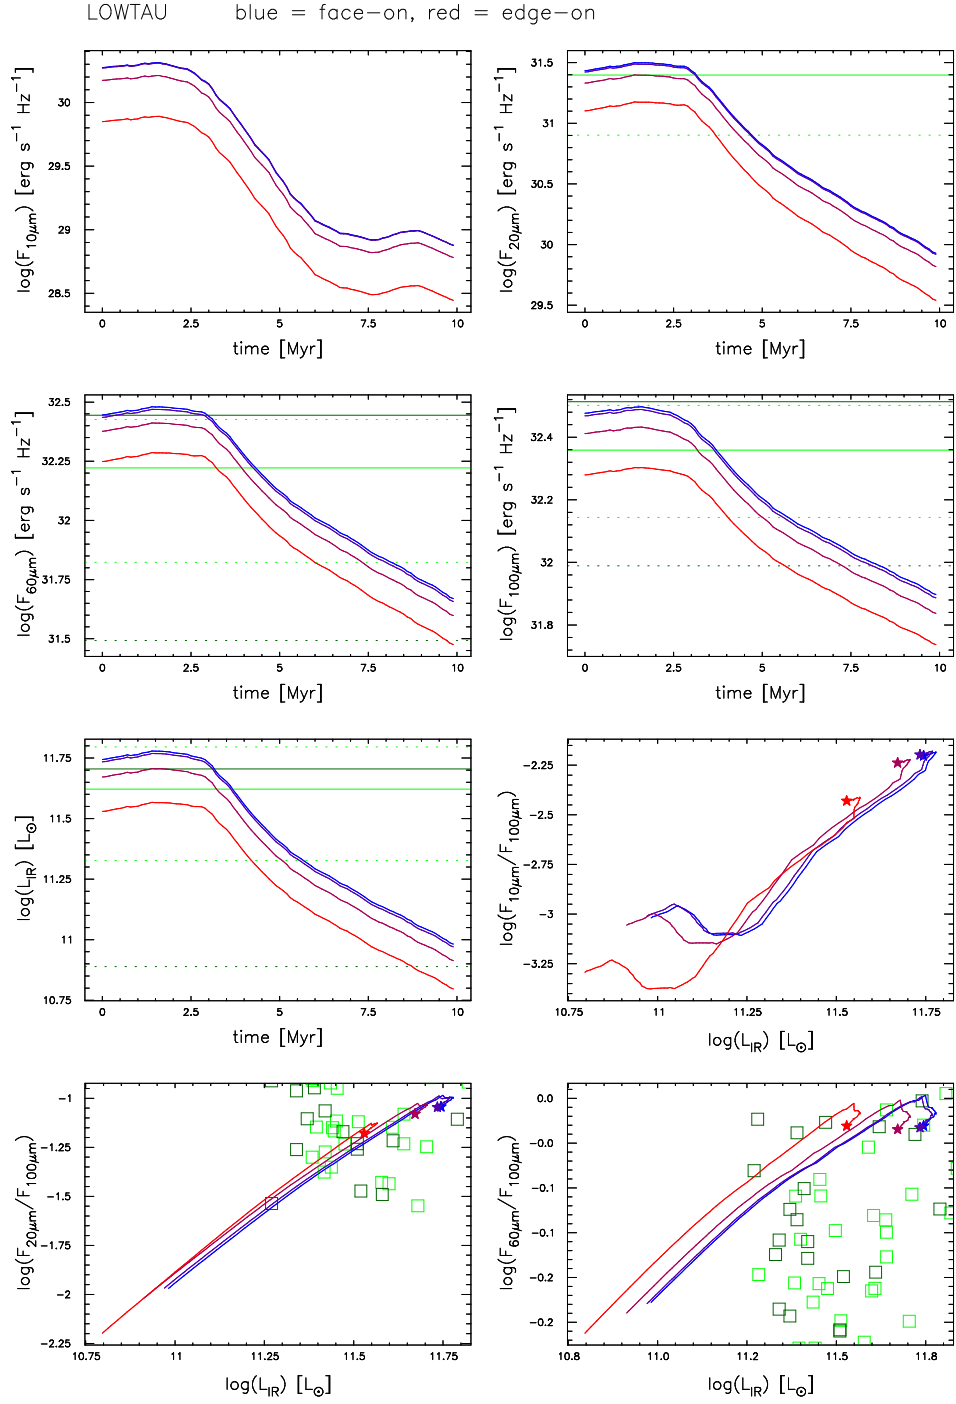 LOWTAU blue = face-on, red = edge-on
log(F10μm) [erg s−1 Hz−1]
30
29.5
29
28.5
0 2.5 5 7.5 10
time [Myr]
log(F20μm) [erg s−1 Hz−1]
31.5
31
30.5
30
29.5
0 2.5 5 7.5 10
time [Myr]
log(F60μm) [erg s−1 Hz−1]
32.5
32.25
32
31.75
31.5
0 2.5 5 7.5 10
time [Myr]
log(F100μm) [erg s−1 Hz−1]
32.4
32.2
32
31.8
0 2.5 5 7.5 10
time [Myr]
log(LIR) [L⊙]
11.75
11.5
11.25
11
10.75
0 2.5 5 7.5 10
time [Myr]
log(F10μm/F100μm)
−2.25
−2.5
−2.75
−3
−3.25
10.75 11 11.25 11.5 11.75
log(LIR) [L⊙]
log(F20μm/F100μm)
−1
−1.25
−1.5
−1.75
−2
−2.25
10.75 11 11.25 11.5 11.75
log(LIR) [L⊙]
log(F60μm/F100μm)
0.0
−0.0
−0.1
−0.1
−0.2
−0.2
10.8 11.0 11.2 11.5 11.8
log(LIR) [L⊙]